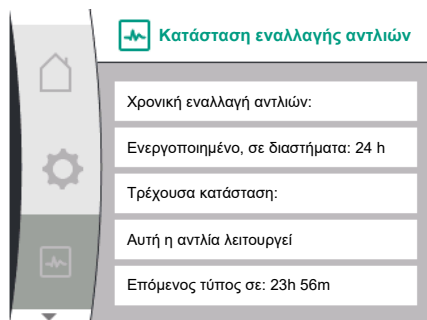 Κατάσταση εναλλαγής αντλιών
Χρονική εναλλαγή αντλιών:
Ενεργοποιημένο, σε διαστήματα: 24 h
Τρέχουσα κατάσταση:
Αυτή η αντλία λειτουργεί
Επόμενος τύπος σε: 23h 56m